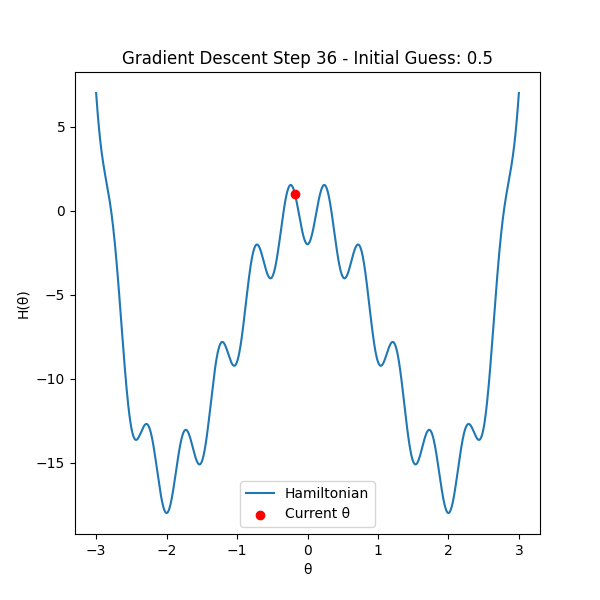 Gradient Descent Step 36 - Initial Guess: 0.5
5
0
−5
−10
−15
H(θ)
Hamiltonian
Current θ
−3 −2 −1 0 1 2 3
θ